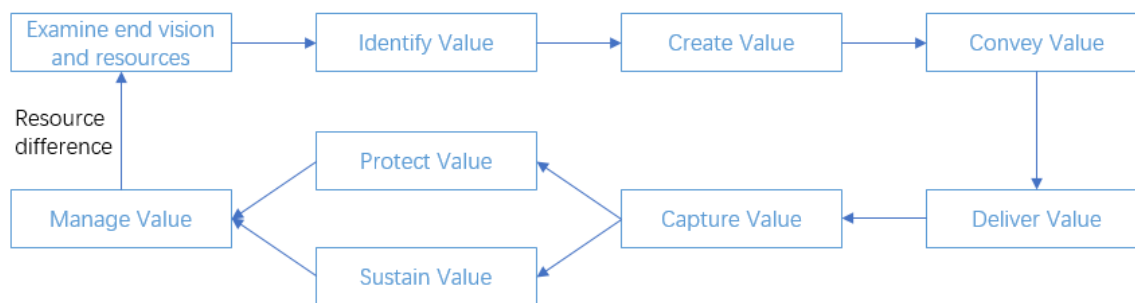 Examine end vision
and resources
Identify Value
Create Value
Convey Value
Resource
difference
Protect Value
Manage Value
Capture Value
Deliver Value
Sustain Value